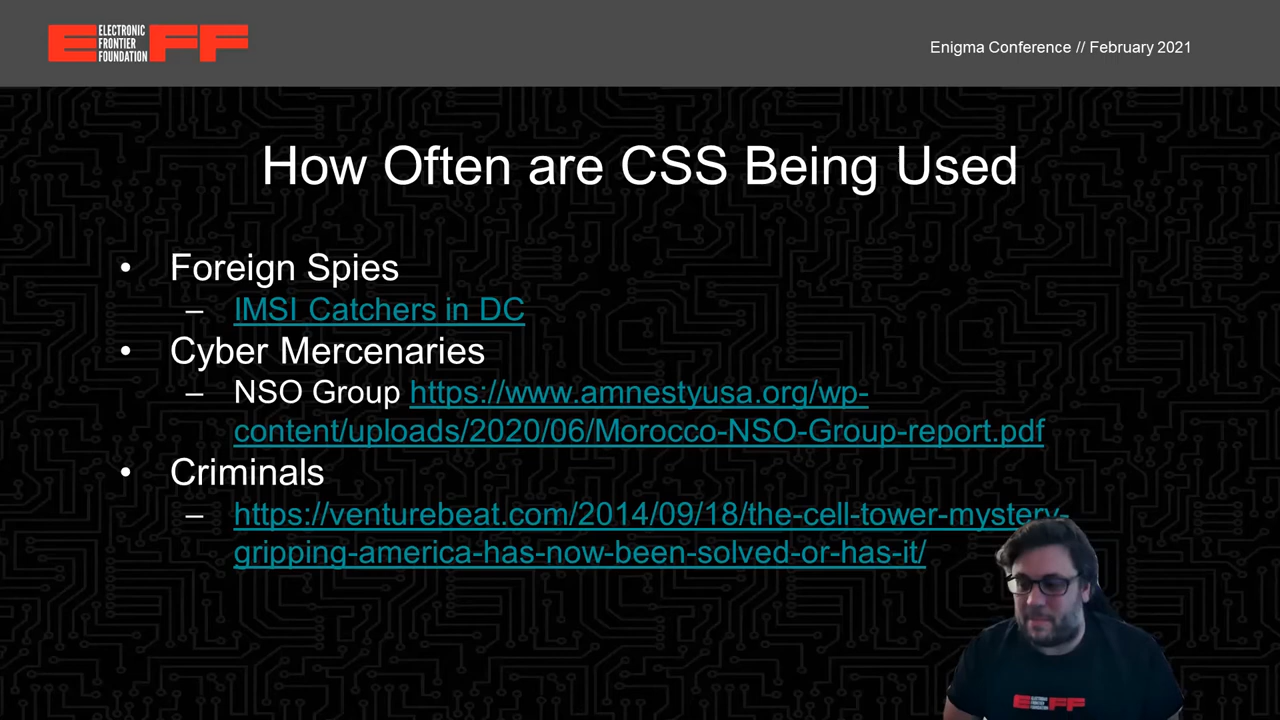 ELECTRONIC
FRONTIER
FOUNDATION
EFF
Enigma Conference // February 2021
How Often are CSS Being Used
• Foreign Spies
– IMSI Catchers in DC
• Cyber Mercenaries
– NSO Group https://www.amnestyusa.org/wp-
content/uploads/2020/06/Morocco-NSO-Group-report.pdf
• Criminals
– https://venturebeat.com/2014/09/18/the-cell-tower-mystery-
gripping-america-has-now-been-solved-or-has-it/
EFF